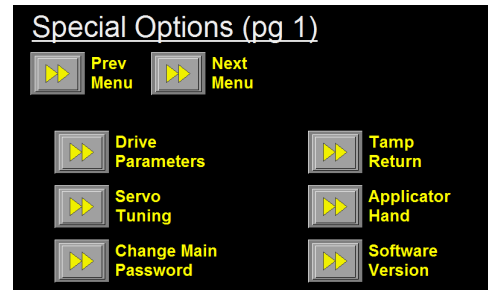 Special Options (pg 1)
Prev
Menu
Next
Menu
Drive
Parameters
Tamp
Return
Servo
Tuning
Applicator
Hand
Change Main
Password
Software
Version